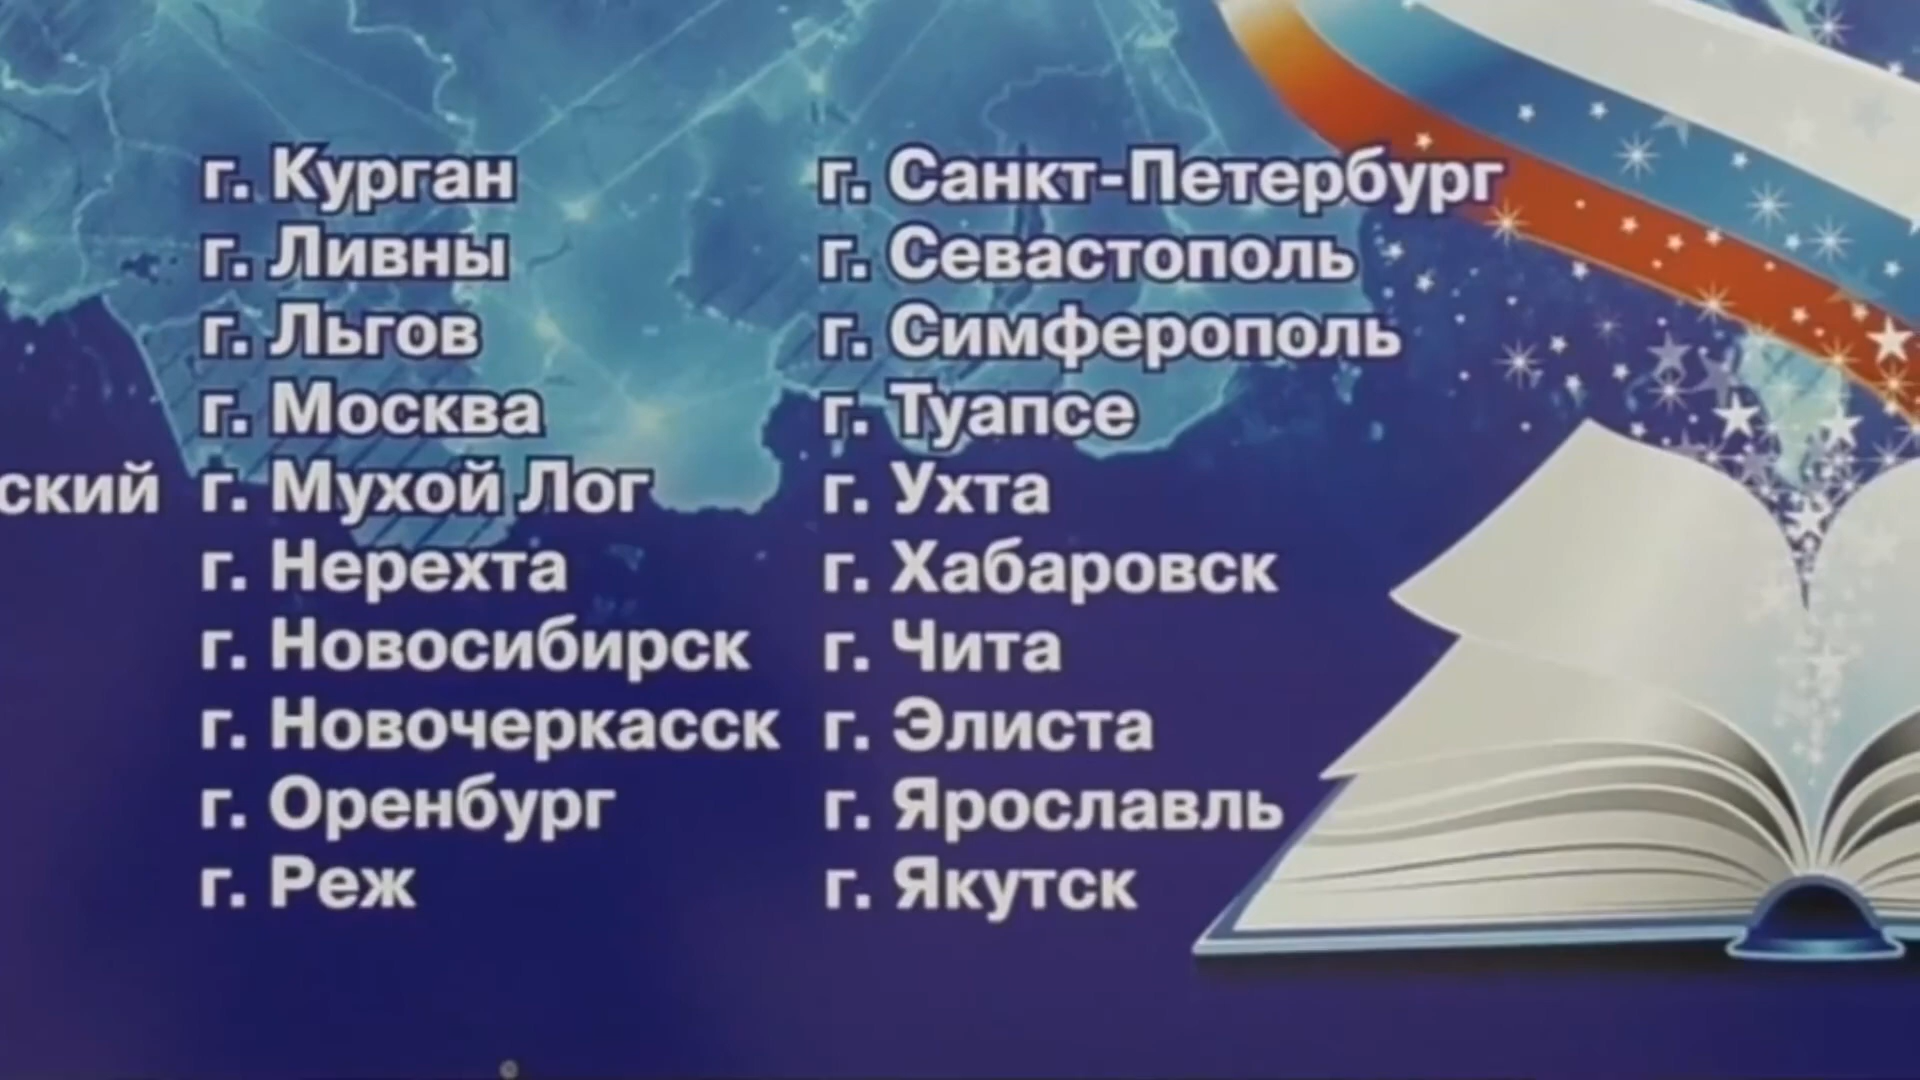 г. Курган
г. Ливны
г. Льгов
г. Москва
ский г. Мухой Лог
г. Нерехта
г. Новосибирск
г. Новочеркасск
г. Оренбург
г. Реж
г. Санкт-Петербург
г. Севастополь
г. Симферополь
г. Туапсе
г. Ухта
г. Хабаровск
г. Чита
г. Элиста
г. Ярославль
г. Якутск